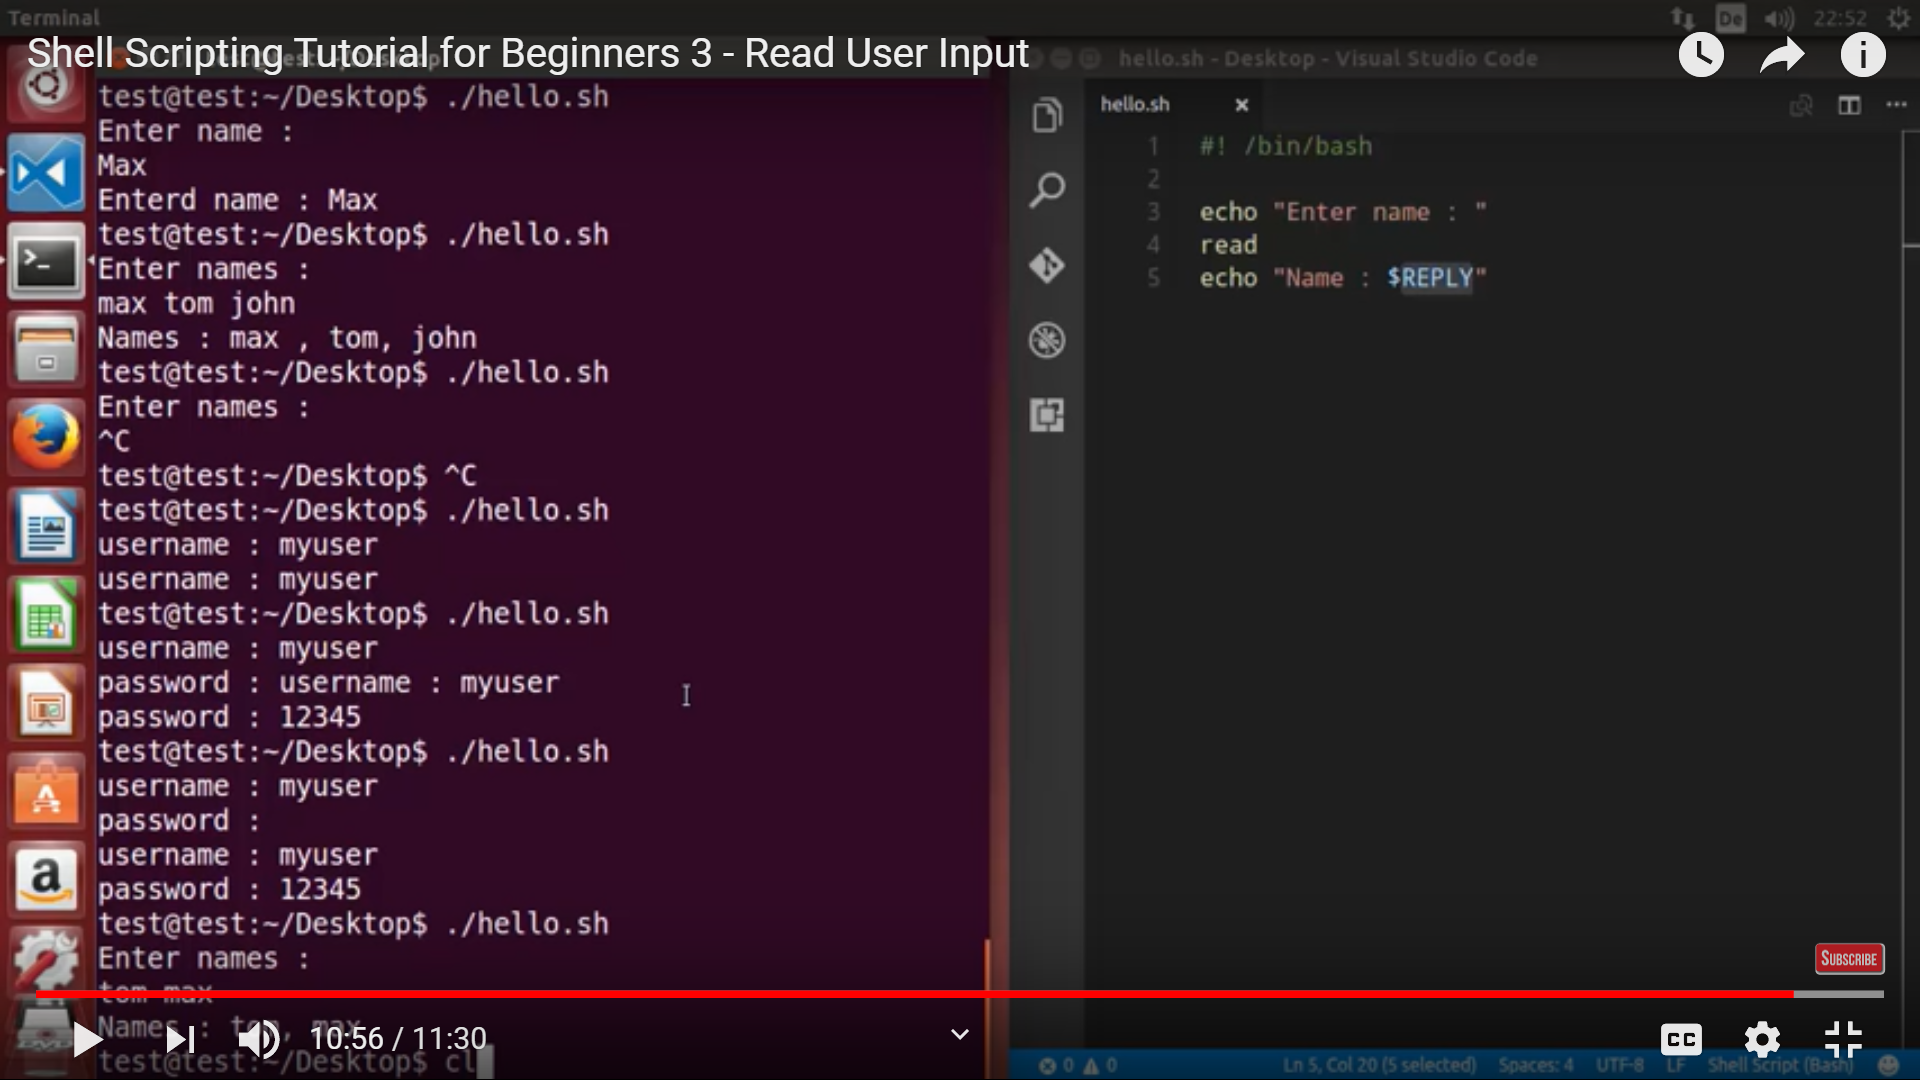 Terminal
De
22:52
Shell Scripting Tutorial for Beginners 3 - Read User Input
hello.sh - Desktop - Visual Studio Code
test@test:~/Desktop$ ./hello.sh
Enter name :
Max
Enterd name : Max
test@test:~/Desktop$ ./hello.sh
Enter names :
max tom john
Names : max , tom, john
test@test:~/Desktop$ ./hello.sh
Enter names :
^C
test@test:~/Desktop$ ^C
test@test:~/Desktop$ ./hello.sh
username : myuser
username : myuser
test@test:~/Desktop$ ./hello.sh
username : myuser
password : username : myuser
password : 12345
test@test:~/Desktop$ ./hello.sh
username : myuser
password :
username : myuser
password : 12345
test@test:~/Desktop$ ./hello.sh
Enter names :
tom max
Names : tom, max
test@test:~/Desktop$ cl
hello.sh
1 #! /bin/bash
2
3 echo "Enter name : "
4 read
5 echo "Name : $REPLY"
SUBSCRIBE
10:56 / 11:30
CC
0 0
Ln 5, Col 20 (5 selected) Spaces: 4 UTF-8 LF Shell Script (Bash)